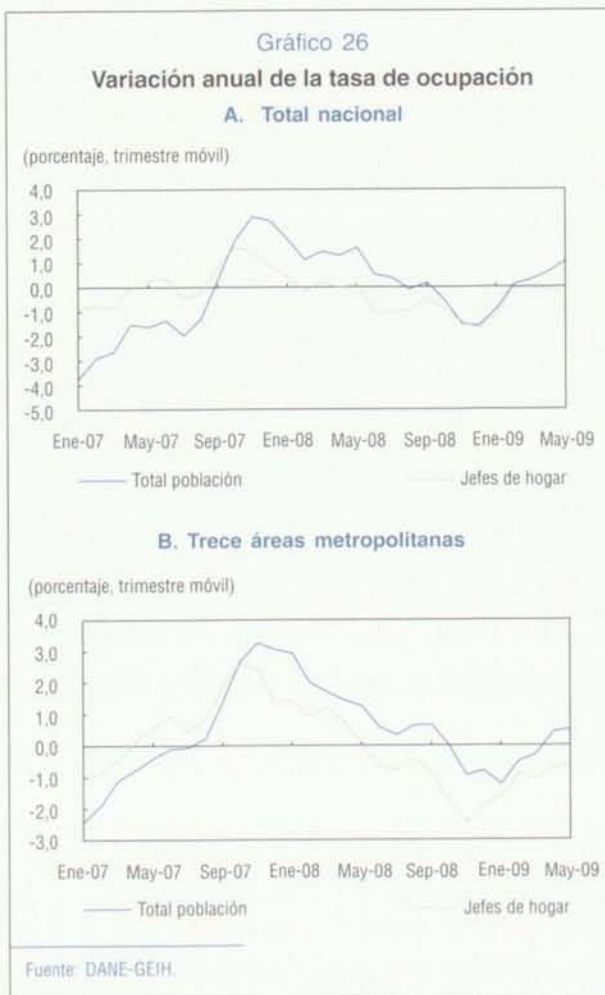 Gráfico 26
Variación anual de la tasa de ocupación
A. Total nacional
(porcentaje, trimestre móvil)
4,0
3,0
2,0
1,0
0,0
-1,0
-2,0
-3,0
-4,0
-5,0
Ene-07 May-07 Sep-07 Ene-08 May-08 Sep-08 Ene-09 May-09
Total población Jefes de hogar
B. Trece áreas metropolitanas
(porcentaje, trimestre móvil)
4,0
3,0
2,0
1,0
0,0
-1,0
-2,0
-3,0
Ene-07 May-07 Sep-07 Ene-08 May-08 Sep-08 Ene-09 May-09
Total población Jefes de hogar
Fuente: DANE-GEIH.